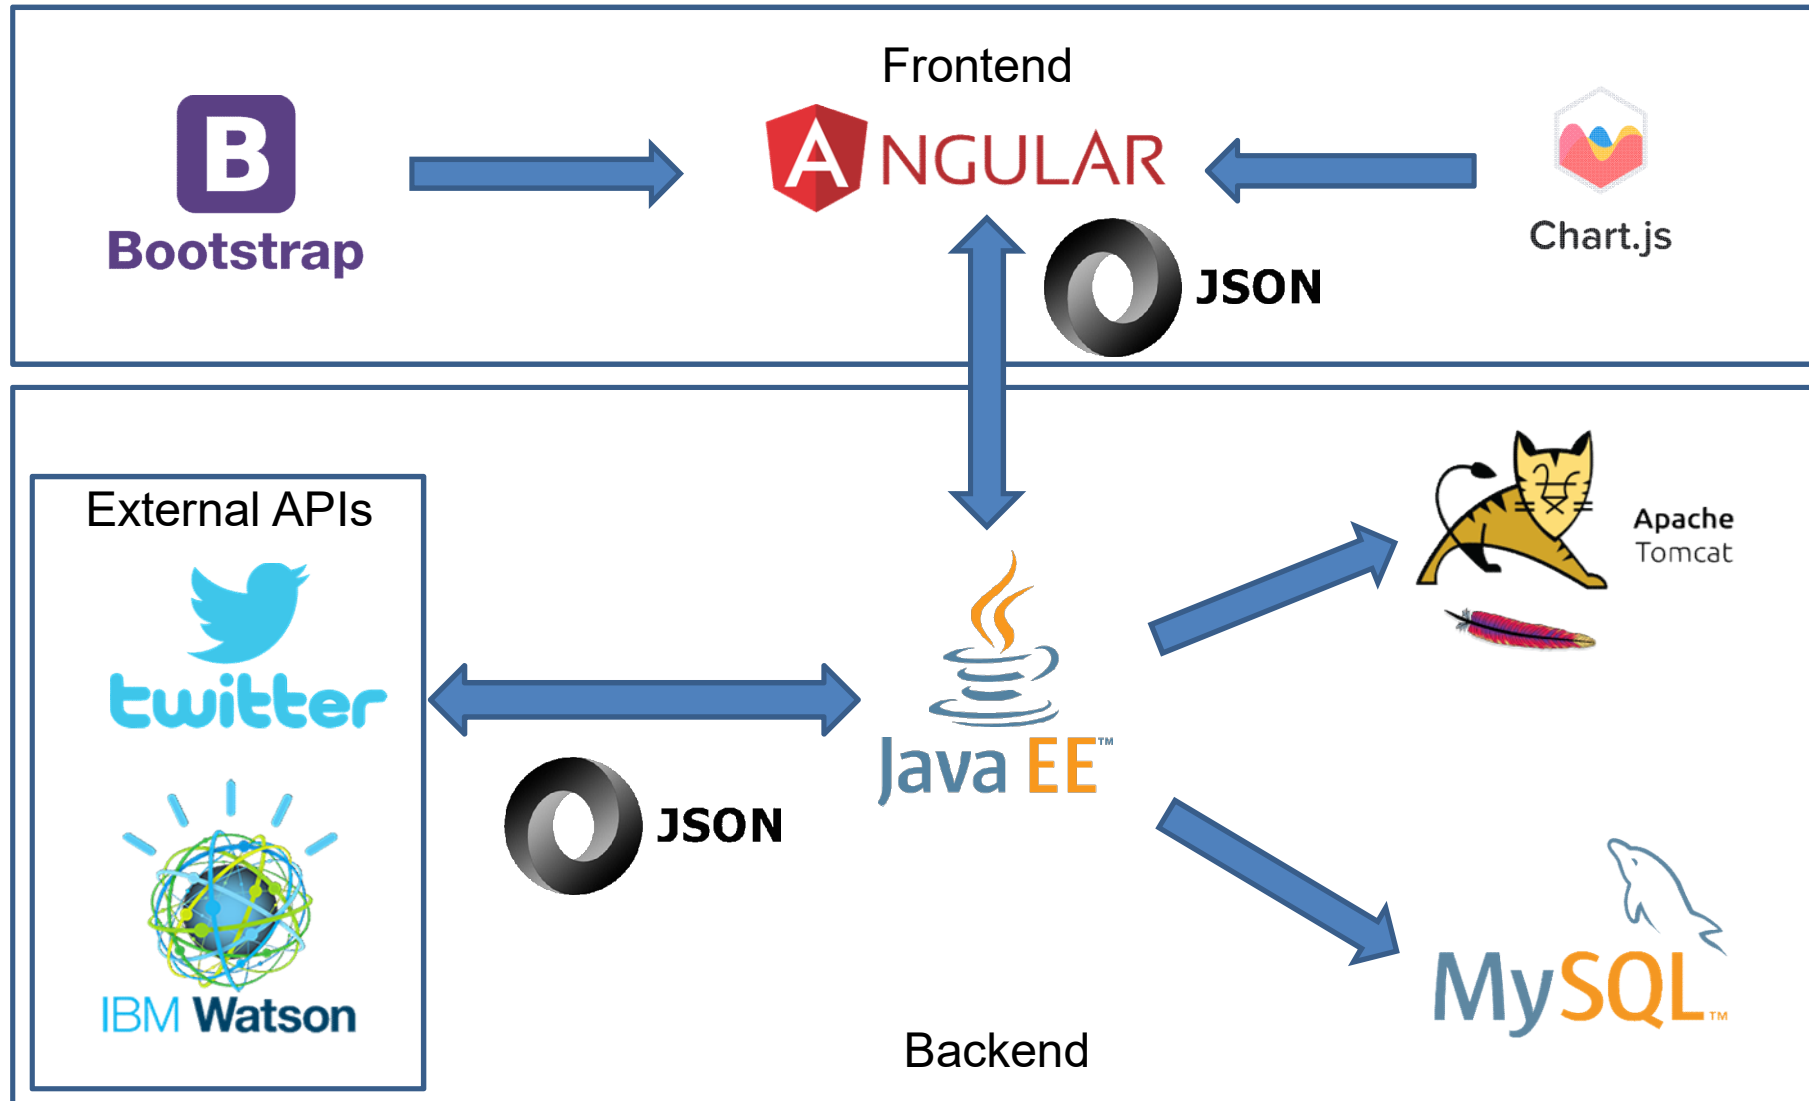 Frontend
B
Bootstrap
ANGULAR
Chart.js
JSON
External APIs
twitter
IBM Watson
JSON
Java EE™
Apache
Tomcat
MySQL™
Backend